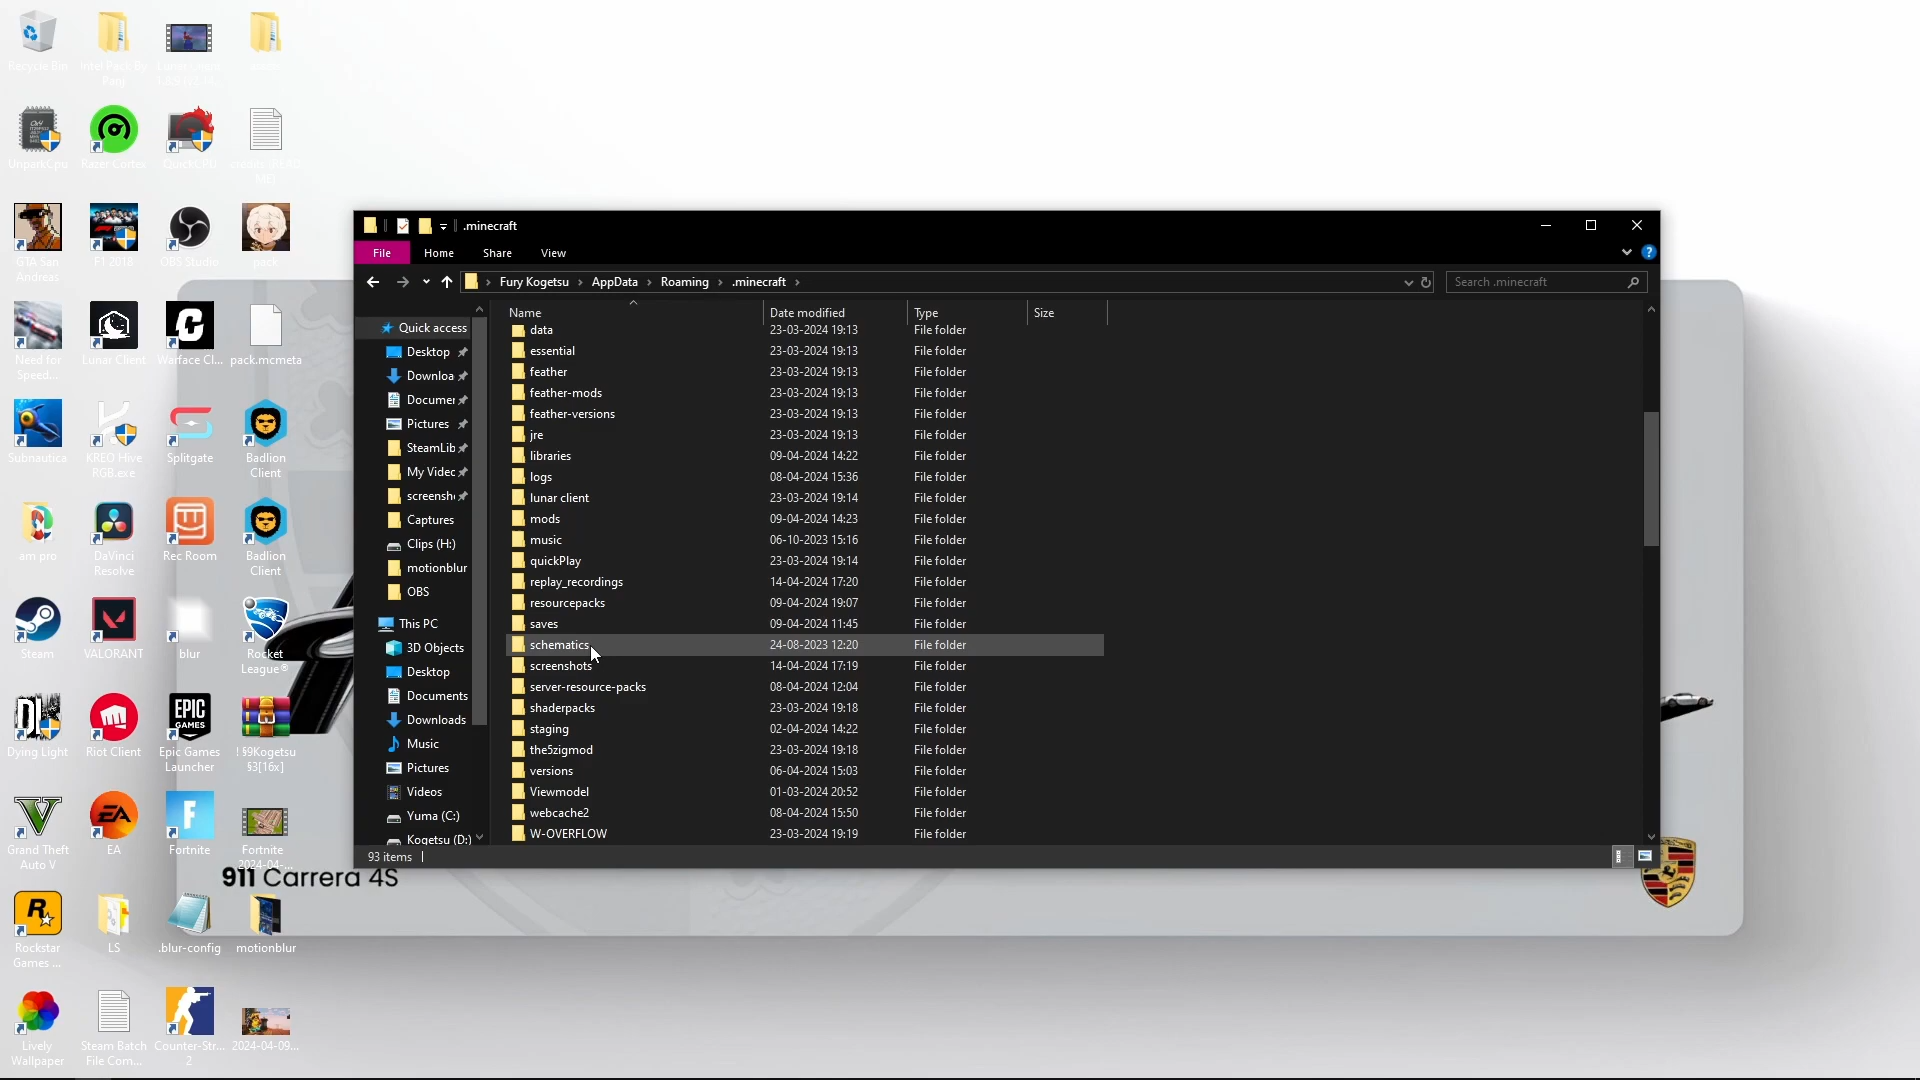 Recycle Bin
Intel Pack By
UnparkCpu
Razer Cortex
QuickCPU
GTA San
Andreas
F1 2018
OBS Studio
pack
Need for
Speed...
Lunar Client
Warface Cl...
pack.mcmeta
Subnautica
KREO Hive
RGB.exe
Splitgate
Badlion
Client
am pro
DaVinci
Resolve
Rec Room
Badlion
Client
Steam
VALORANT
blur
Rocket
League®
Dying Light
Riot Client
EPIC
GAMES
Epic Games
Launcher
! §9Kogetsu
§3[16x]
Grand Theft
Auto V
EA
Fortnite
Fortnite
2024-04-...
Rockstar
Games ...
LS
.blur-config
motionblur
Lively
Wallpaper
Steam Batch
File Com...
Counter-Str...
2
2024-04-09...
911 Carrera 4S
.minecraft
File Home Share View
Fury Kogetsu › AppData › Roaming › .minecraft ›
Search .minecraft
Quick access
Desktop
Downloa
Documer
Pictures
SteamLib
My Videc
screensh
Captures
Clips (H:)
motionblur
OBS
This PC
3D Objects
Desktop
Documents
Downloads
Music
Pictures
Videos
Yuma (C:)
Kogetsu (D:)
Name Date modified Type Size
data 23-03-2024 19:13 File folder
essential 23-03-2024 19:13 File folder
feather 23-03-2024 19:13 File folder
feather-mods 23-03-2024 19:13 File folder
feather-versions 23-03-2024 19:13 File folder
jre 23-03-2024 19:13 File folder
libraries 09-04-2024 14:22 File folder
logs 08-04-2024 15:36 File folder
lunar client 23-03-2024 19:14 File folder
mods 09-04-2024 14:23 File folder
music 06-10-2023 15:16 File folder
quickPlay 23-03-2024 19:14 File folder
replay_recordings 14-04-2024 17:20 File folder
resourcepacks 09-04-2024 19:07 File folder
saves 09-04-2024 11:45 File folder
schematics 24-08-2023 12:20 File folder
screenshots 14-04-2024 17:19 File folder
server-resource-packs 08-04-2024 12:04 File folder
shaderpacks 23-03-2024 19:18 File folder
staging 02-04-2024 14:22 File folder
the5zigmod 23-03-2024 19:18 File folder
versions 06-04-2024 15:03 File folder
Viewmodel 01-03-2024 20:52 File folder
webcache2 08-04-2024 15:50 File folder
W-OVERFLOW 23-03-2024 19:19 File folder
93 items